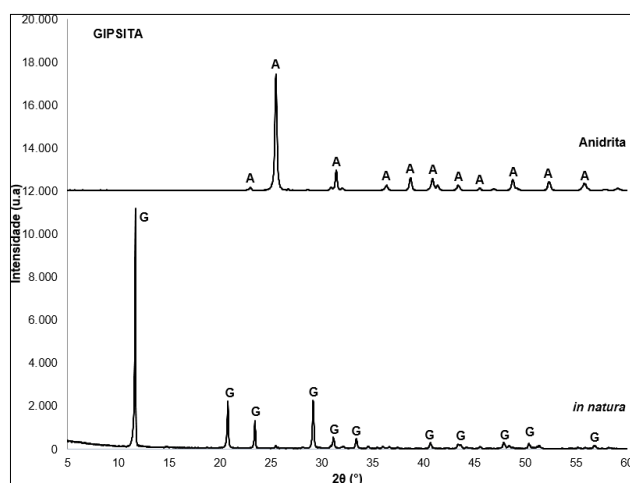 20.000
GIPSITA
18.000
A
16.000
14.000
Anidrita
A A A A A A A A A A
12.000
G
10.000
8.000
6.000
4.000
2.000
G G G G G G G G G G
in natura
0
Intensidade (u.a)
5 10 15 20 25 30 35 40 45 50 55 60
2θ (°)